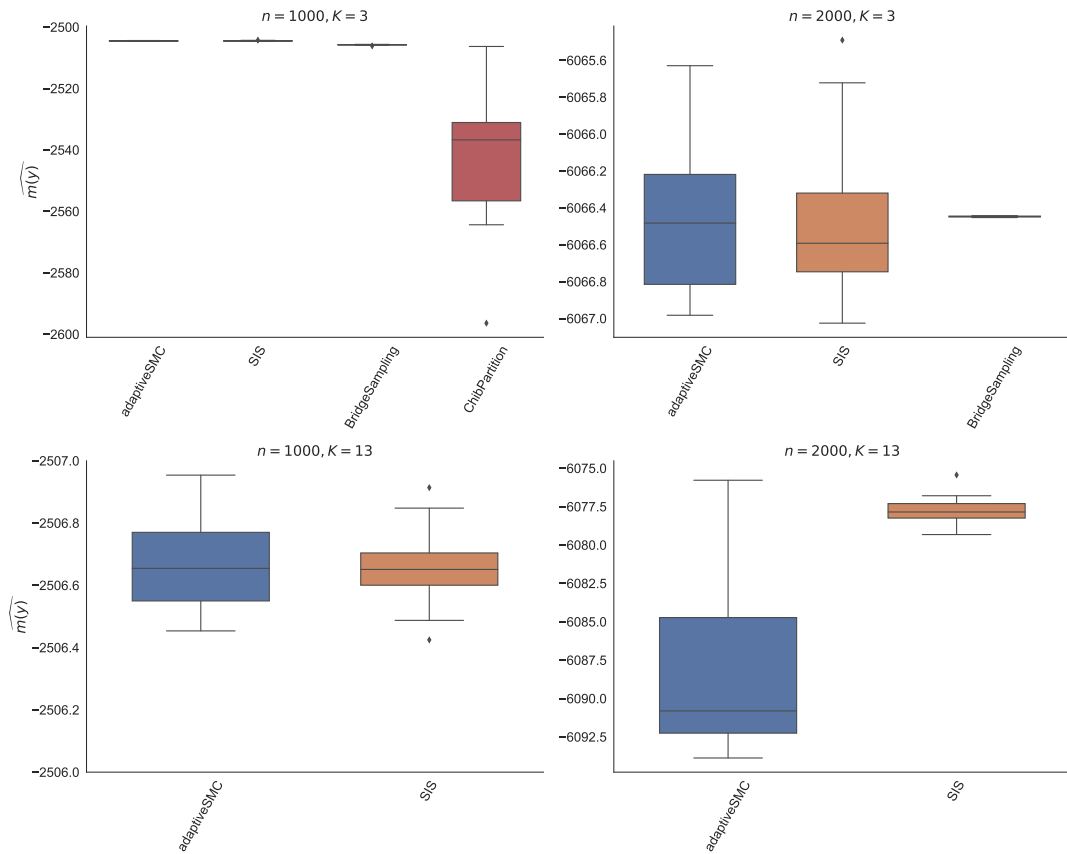 n = 1000, K = 3
−2500
−2520
−2540
−2560
−2580
−2600
m(y)
adaptiveSMC
SIS
BridgeSampling
ChibPartition
n = 2000, K = 3
−6065.6
−6065.8
−6066.0
−6066.2
−6066.4
−6066.6
−6066.8
−6067.0
adaptiveSMC
SIS
BridgeSampling
n = 1000, K = 13
−2507.0
−2506.8
−2506.6
−2506.4
−2506.2
−2506.0
m(y)
adaptiveSMC
SIS
n = 2000, K = 13
−6075.0
−6077.5
−6080.0
−6082.5
−6085.0
−6087.5
−6090.0
−6092.5
adaptiveSMC
SIS